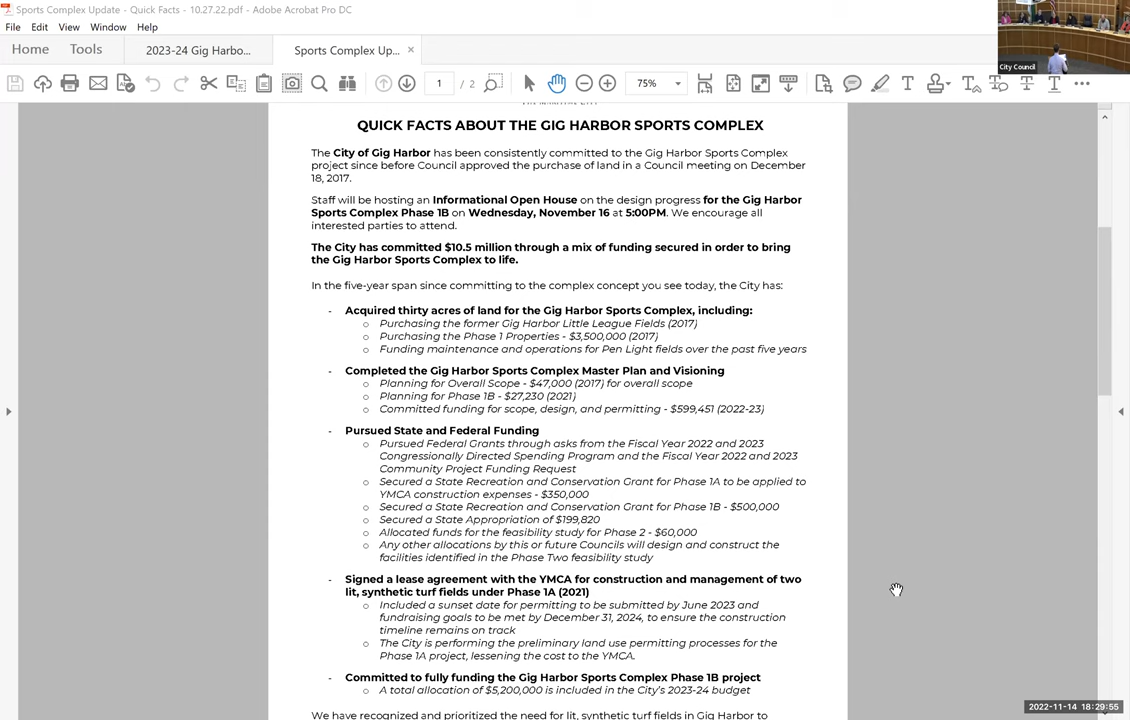 Sports Complex Update - Quick Facts - 10.27.22.pdf - Adobe Acrobat Pro DC
File Edit View Window Help
Home Tools 2023-24 Gig Harbo... Sports Complex Up... ×
1 / 2 75%
City Council
QUICK FACTS ABOUT THE GIG HARBOR SPORTS COMPLEX
The City of Gig Harbor has been consistently committed to the Gig Harbor Sports Complex
project since before Council approved the purchase of land in a Council meeting on December
18, 2017.
Staff will be hosting an Informational Open House on the design progress for the Gig Harbor
Sports Complex Phase 1B on Wednesday, November 16 at 5:00PM. We encourage all
interested parties to attend.
The City has committed $10.5 million through a mix of funding secured in order to bring
the Gig Harbor Sports Complex to life.
In the five-year span since committing to the complex concept you see today, the City has:
- Acquired thirty acres of land for the Gig Harbor Sports Complex, including:
o Purchasing the former Gig Harbor Little League Fields (2017)
o Purchasing the Phase 1 Properties - $3,500,000 (2017)
o Funding maintenance and operations for Pen Light fields over the past five years
- Completed the Gig Harbor Sports Complex Master Plan and Visioning
o Planning for Overall Scope - $47,000 (2017) for overall scope
o Planning for Phase 1B - $27,230 (2021)
o Committed funding for scope, design, and permitting - $599,451 (2022-23)
- Pursued State and Federal Funding
o Pursued Federal Grants through asks from the Fiscal Year 2022 and 2023
Congressionally Directed Spending Program and the Fiscal Year 2022 and 2023
Community Project Funding Request
o Secured a State Recreation and Conservation Grant for Phase 1A to be applied to
YMCA construction expenses - $350,000
o Secured a State Recreation and Conservation Grant for Phase 1B - $500,000
o Secured a State Appropriation of $199,820
o Allocated funds for the feasibility study for Phase 2 - $60,000
o Any other allocations by this or future Councils will design and construct the
facilities identified in the Phase Two feasibility study
- Signed a lease agreement with the YMCA for construction and management of two
lit, synthetic turf fields under Phase 1A (2021)
o Included a sunset date for permitting to be submitted by June 2023 and
fundraising goals to be met by December 31, 2024, to ensure the construction
timeline remains on track
o The City is performing the preliminary land use permitting processes for the
Phase 1A project, lessening the cost to the YMCA.
- Committed to fully funding the Gig Harbor Sports Complex Phase 1B project
o A total allocation of $5,200,000 is included in the City's 2023-24 budget
We have recognized and prioritized the need for lit, synthetic turf fields in Gig Harbor to
2022-11-14 18:29:55